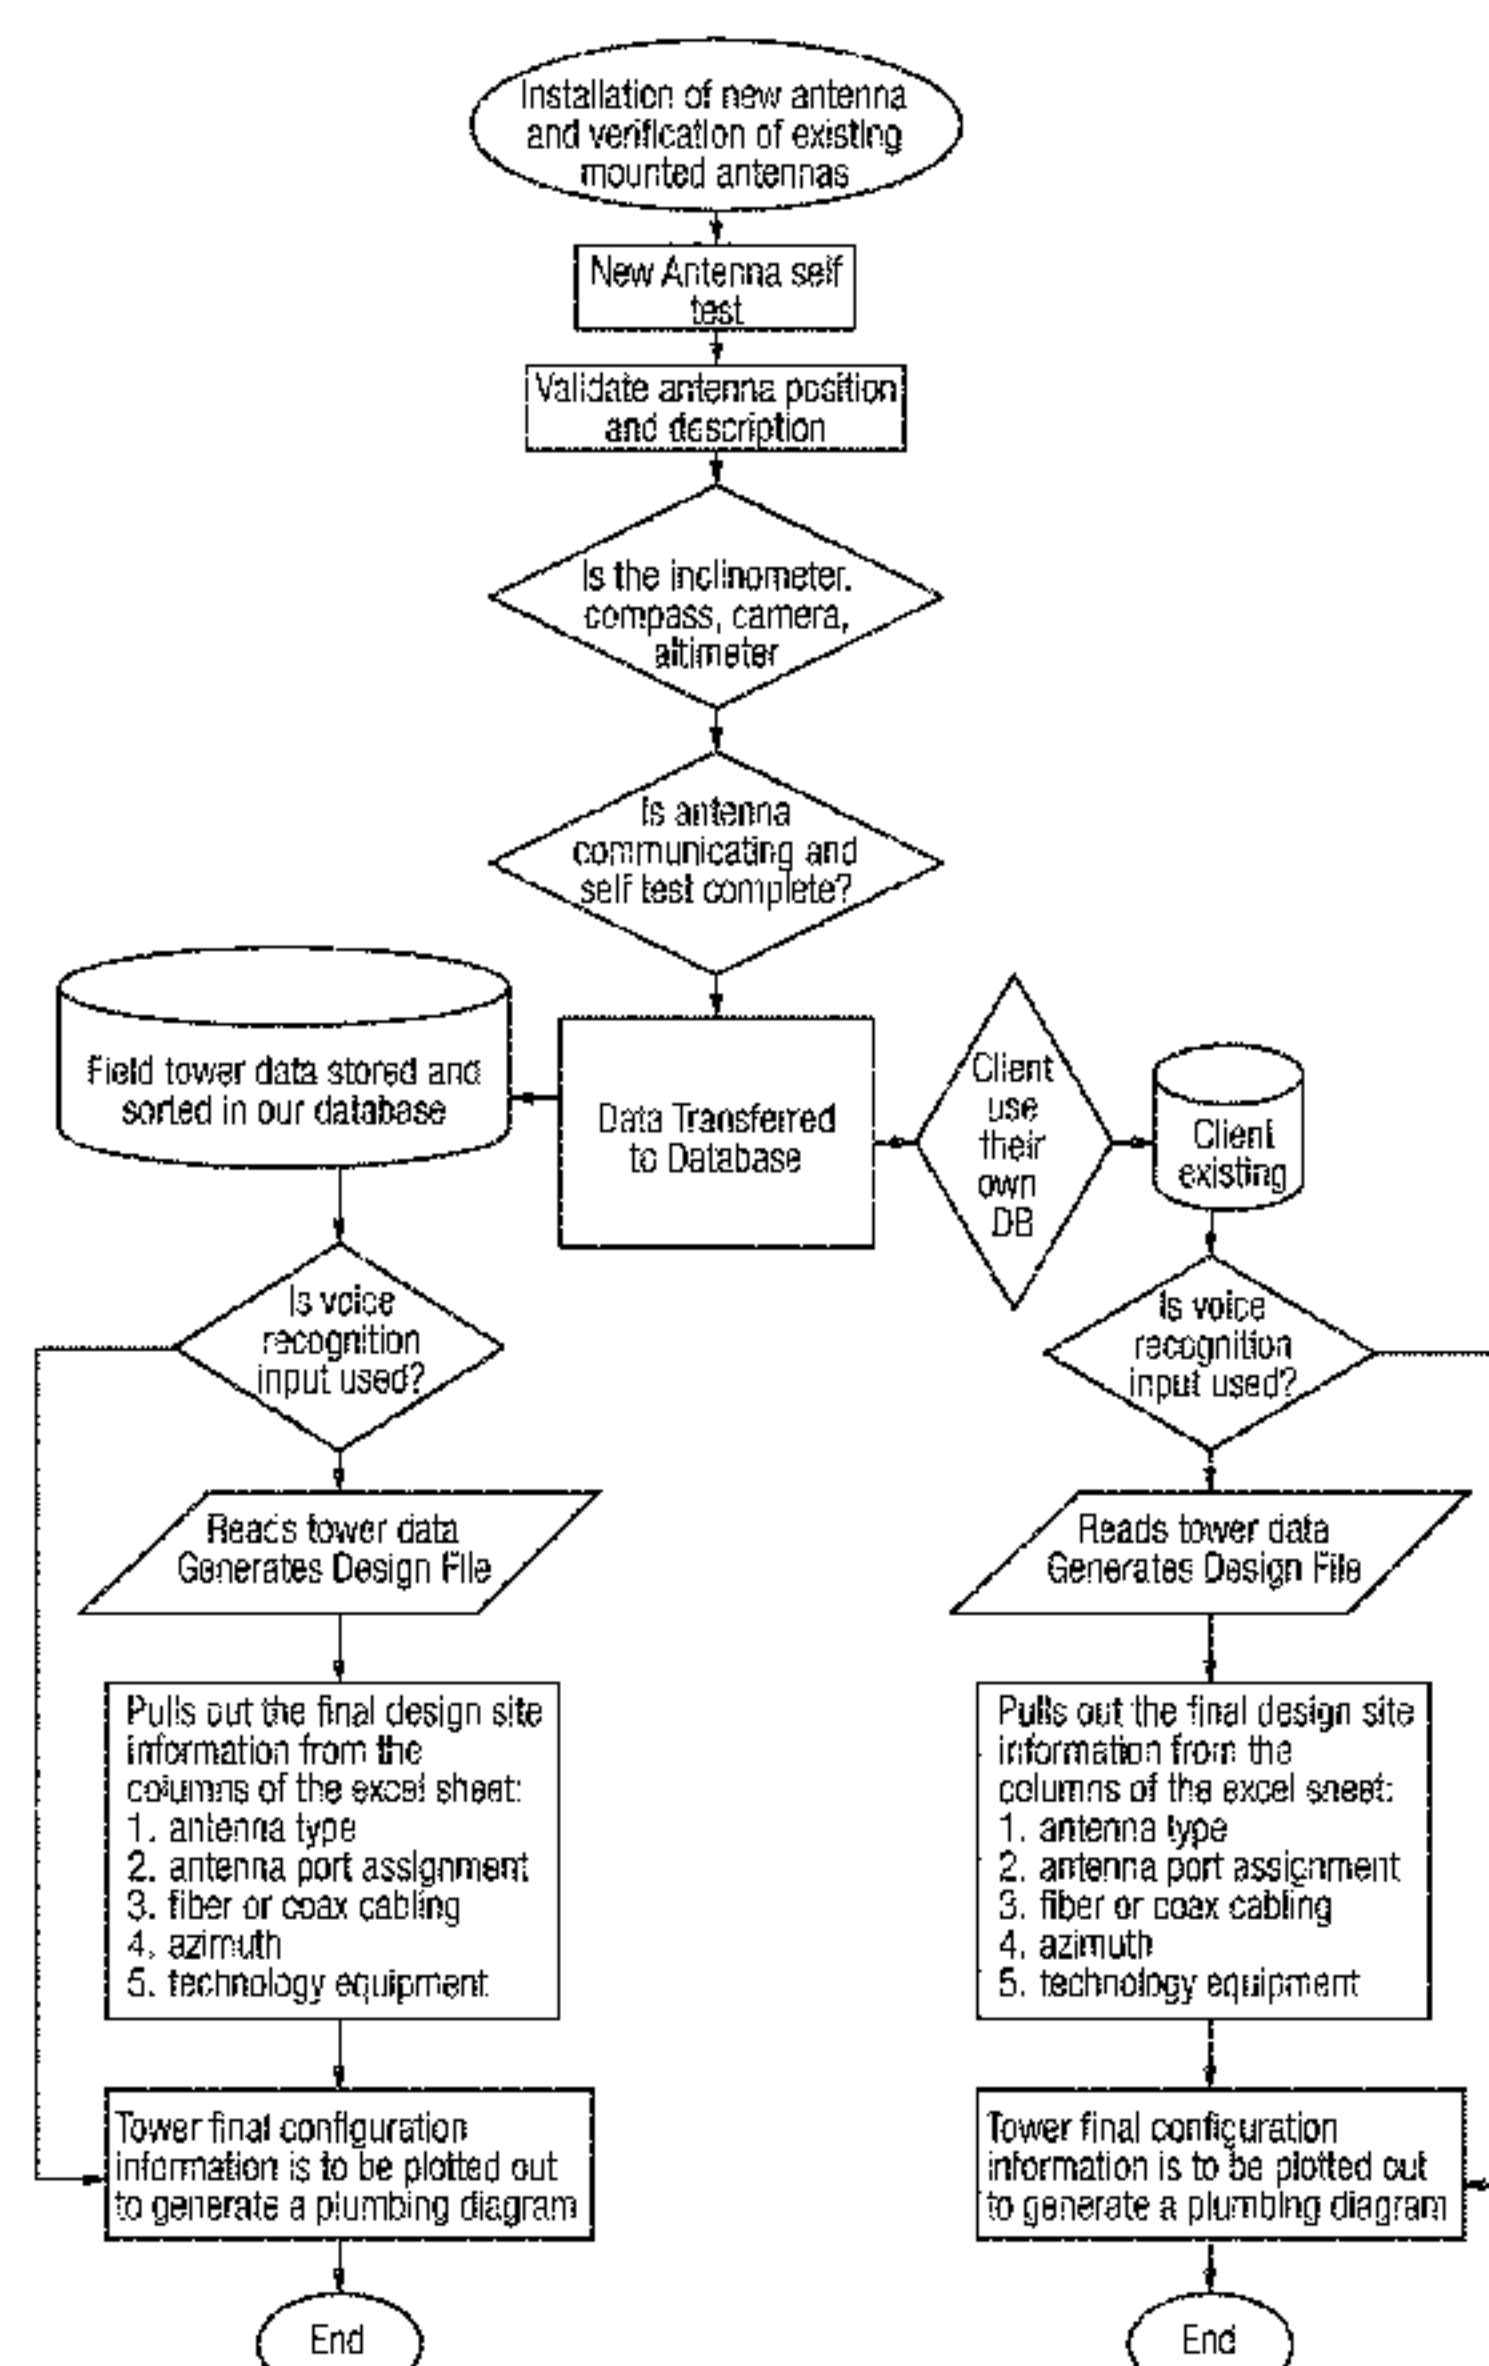 Installation of new antenna
and verification of existing
mounted antennas
New Antenna self
test
Validate antenna position
and description
Is the inclinometer.
compass, camera,
altimeter
Is antenna
communicating and
self test complete?
Field tower data stored and
sorted in our database
Data Transferred
to Database
Client
use
their
own
DB
Client
existing
Is voice
recognition
input used?
Reads tower data
Generates Design File
Pulls out the final design site
information from the
columns of the excel sheet:
1. antenna type
2. antenna port assignment
3. fiber or coax cabling
4. azimuth
5. technology equipment
Tower final configuration
information is to be plotted out
to generate a plumbing diagram
End
Is voice
recognition
input used?
Reads tower data
Generates Design File
Pulls out the final design site
information from the
columns of the excel sheet:
1. antenna type
2. antenna port assignment
3. fiber or coax cabling
4. azimuth
5. technology equipment
Tower final configuration
information is to be plotted out
to generate a plumbing diagram
End